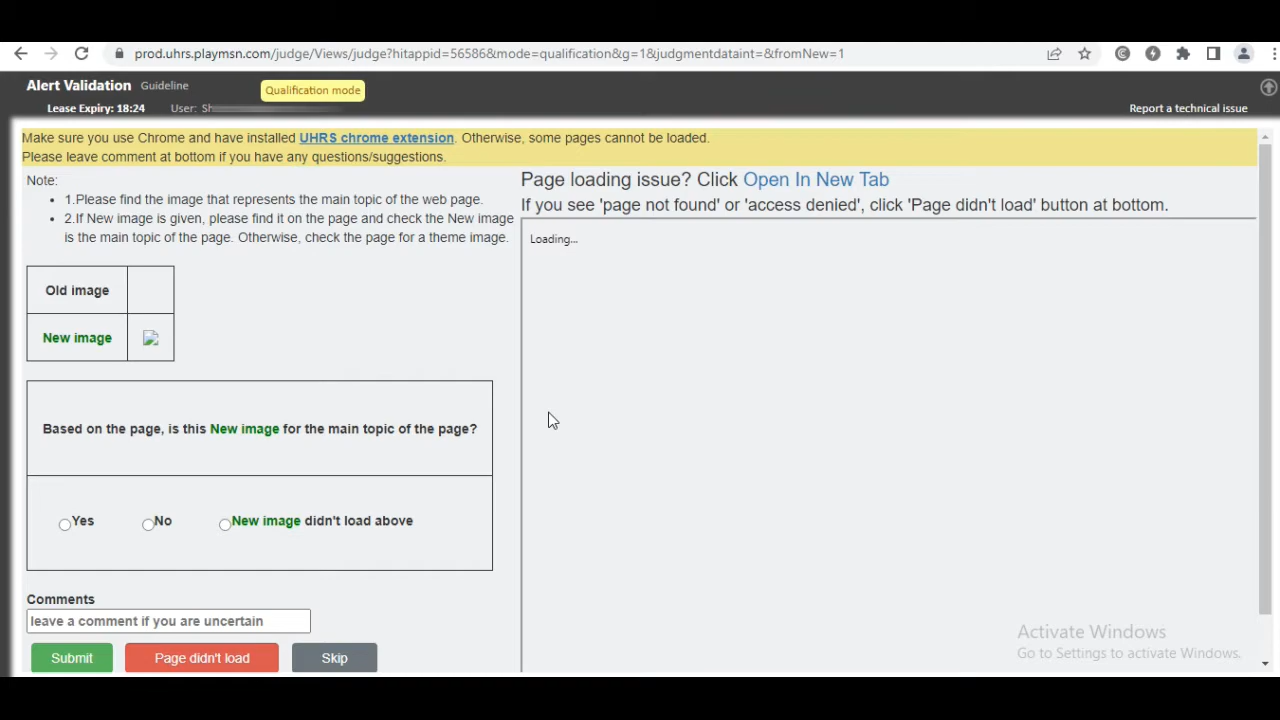 prod.uhrs.playmsn.com/judge/Views/judge?hitappid=56586&mode=qualification&g=1&judgmentdataint=&fromNew=1
Alert Validation Guideline
Qualification mode
Lease Expiry: 18:24 User: Sh
Report a technical issue
Make sure you use Chrome and have installed UHRS chrome extension. Otherwise, some pages cannot be loaded.
Please leave comment at bottom if you have any questions/suggestions.
Note:
• 1.Please find the image that represents the main topic of the web page.
• 2.If New image is given, please find it on the page and check the New image
is the main topic of the page. Otherwise, check the page for a theme image.
Old image
New image
Based on the page, is this New image for the main topic of the page?
Yes No New image didn't load above
Comments
leave a comment if you are uncertain
Submit Page didn't load Skip
Page loading issue? Click Open In New Tab
If you see 'page not found' or 'access denied', click 'Page didn't load' button at bottom.
Loading...
Activate Windows
Go to Settings to activate Windows.